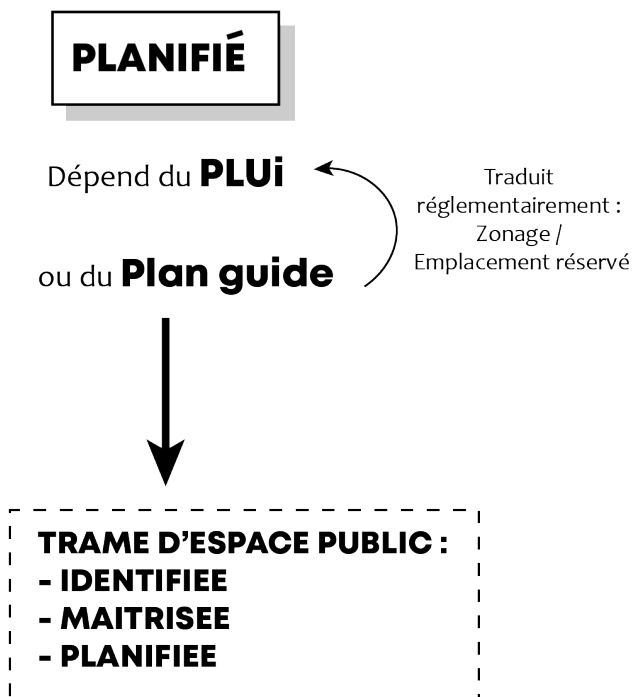 PLANIFIÉ
Dépend du PLUi
ou du Plan guide
Traduit
réglementairement :
Zonage /
Emplacement réservé
TRAME D’ESPACE PUBLIC :
- IDENTIFIEE
- MAITRISEE
- PLANIFIEE